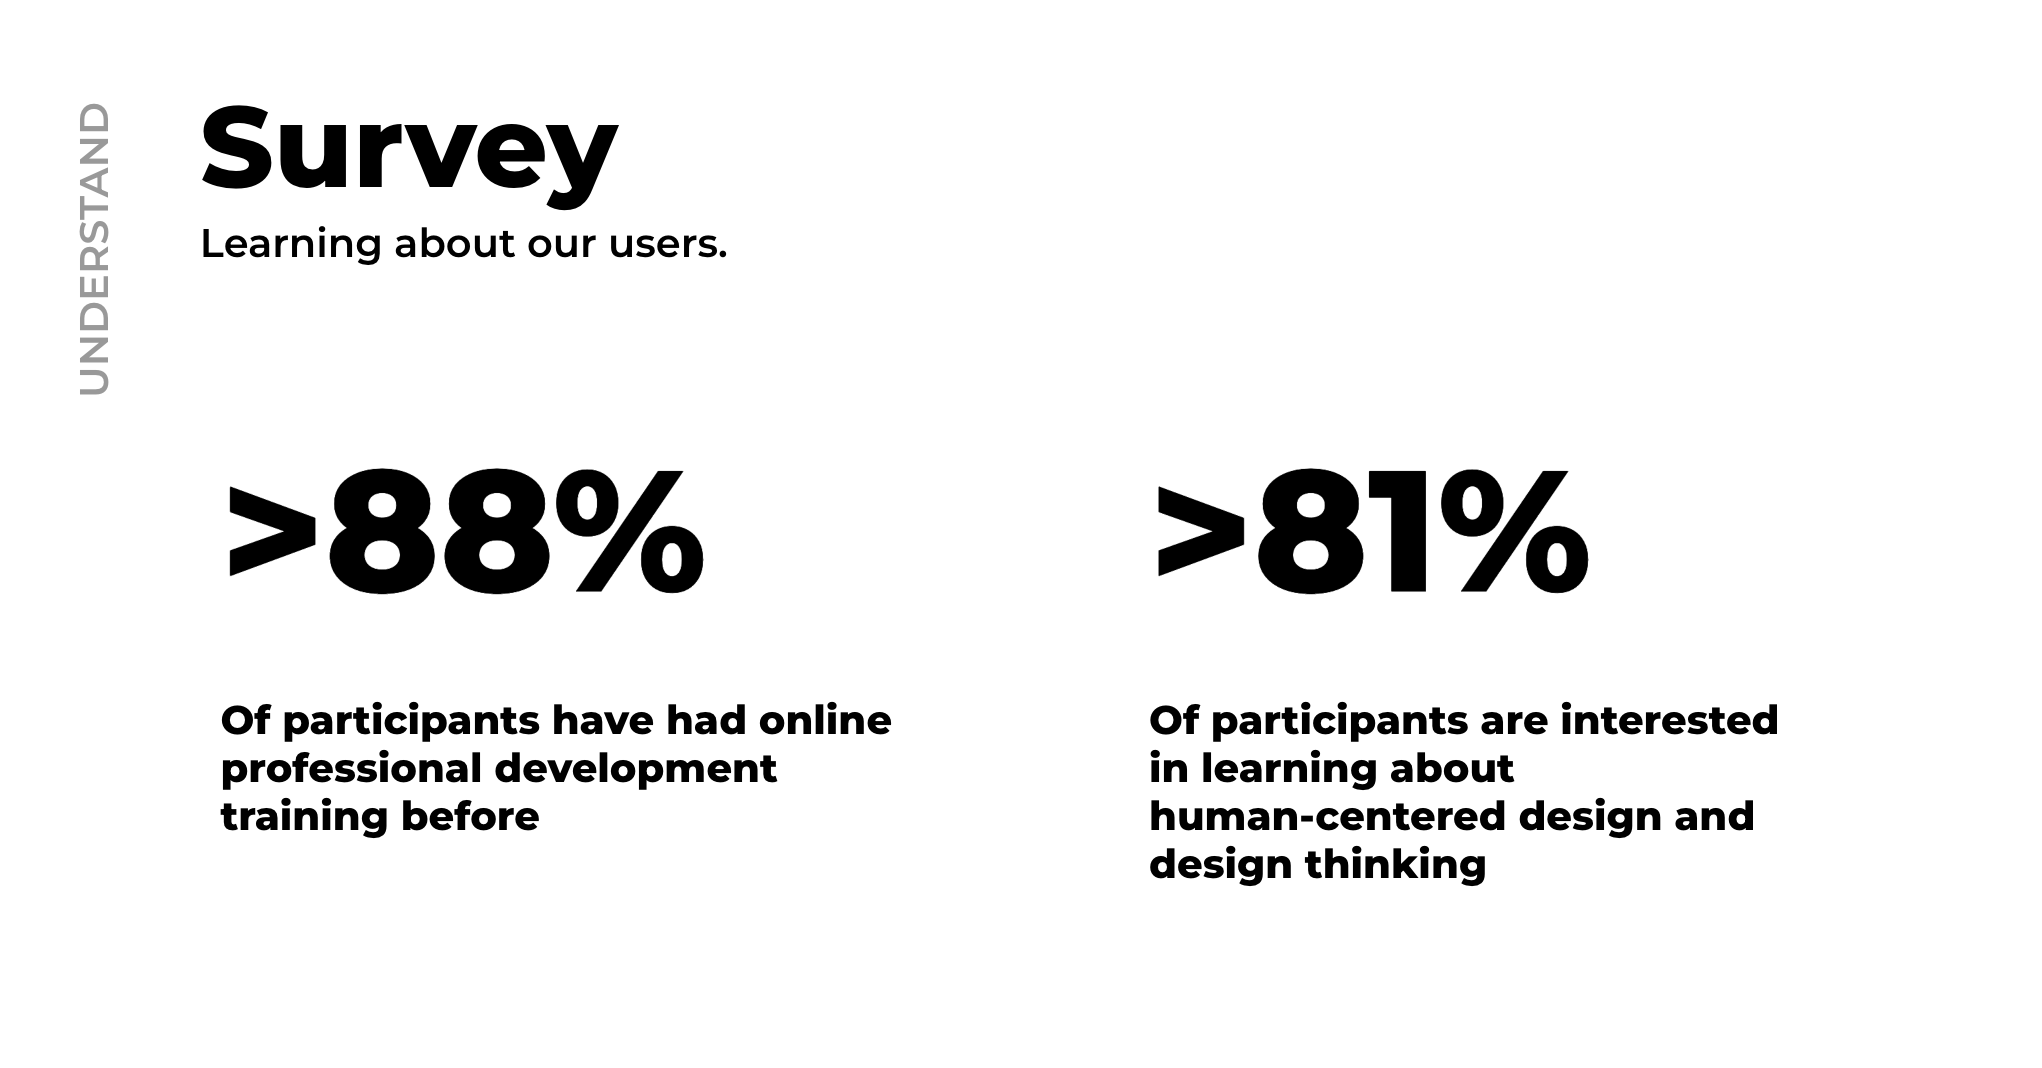 UNDERSTAND
Survey
Learning about our users.
>88%
Of participants have had online
professional development
training before
>81%
Of participants are interested
in learning about
human-centered design and
design thinking